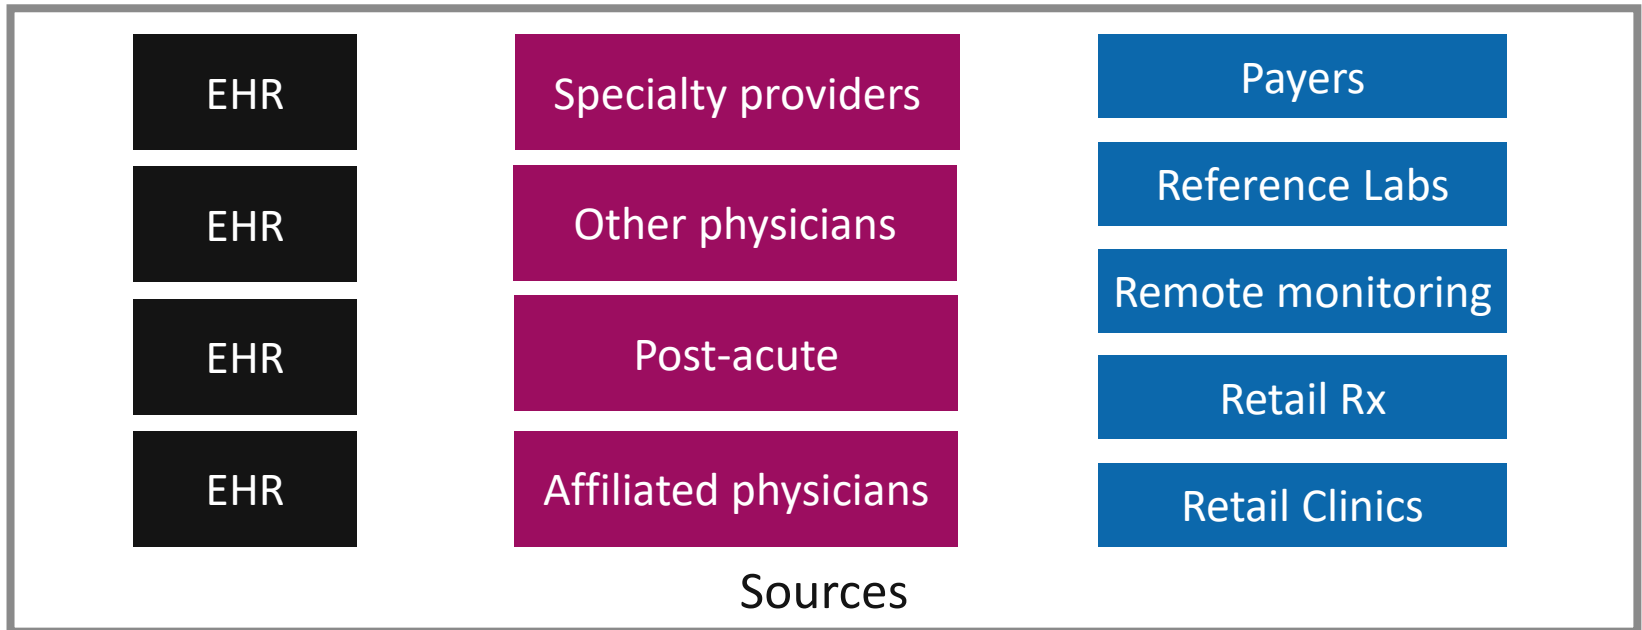 EHR
EHR
EHR
EHR
Specialty providers
Other physicians
Post-acute
Affiliated physicians
Payers
Reference Labs
Remote monitoring
Retail Rx
Retail Clinics
Sources